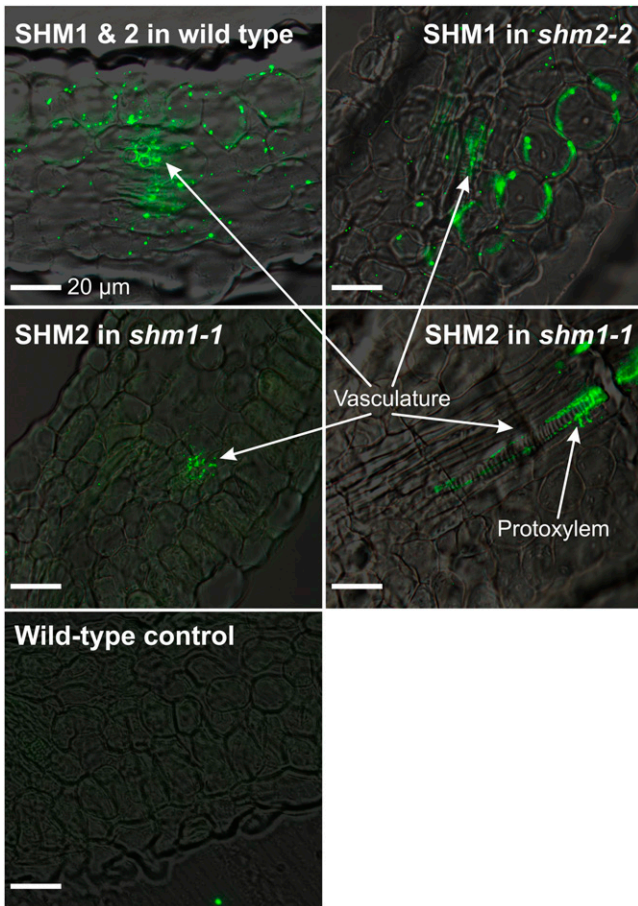 SHM1 & 2 in wild type
SHM1 in shm2-2
20 µm
SHM2 in shm1-1
SHM2 in shm1-1
Vasculature
Protoxylem
Wild-type control